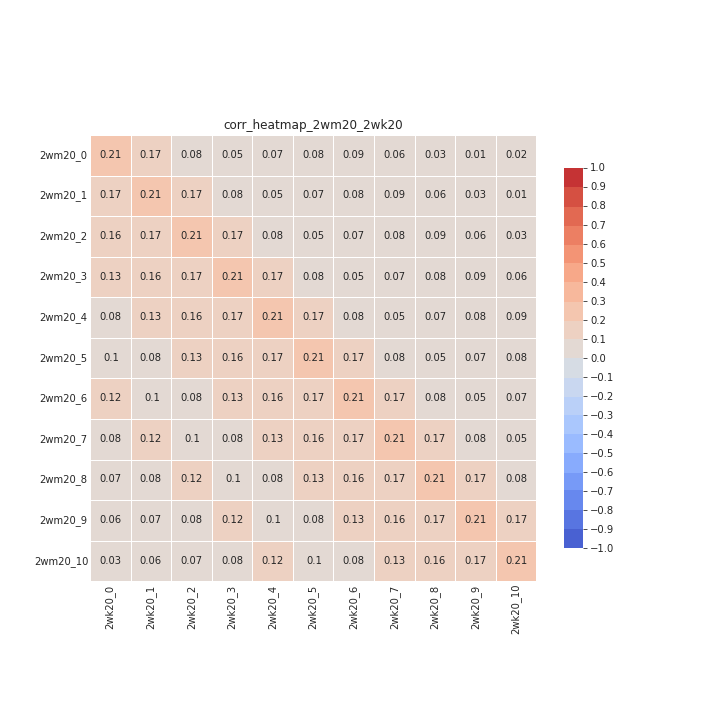 corr_heatmap_2wm20_2wk20
2wm20_0 0.21 0.17 0.08 0.05 0.07 0.08 0.09 0.06 0.03 0.01 0.02
2wm20_1 0.17 0.21 0.17 0.08 0.05 0.07 0.08 0.09 0.06 0.03 0.01
2wm20_2 0.16 0.17 0.21 0.17 0.08 0.05 0.07 0.08 0.09 0.06 0.03
2wm20_3 0.13 0.16 0.17 0.21 0.17 0.08 0.05 0.07 0.08 0.09 0.06
2wm20_4 0.08 0.13 0.16 0.17 0.21 0.17 0.08 0.05 0.07 0.08 0.09
2wm20_5 0.1 0.08 0.13 0.16 0.17 0.21 0.17 0.08 0.05 0.07 0.08
2wm20_6 0.12 0.1 0.08 0.13 0.16 0.17 0.21 0.17 0.08 0.05 0.07
2wm20_7 0.08 0.12 0.1 0.08 0.13 0.16 0.17 0.21 0.17 0.08 0.05
2wm20_8 0.07 0.08 0.12 0.1 0.08 0.13 0.16 0.17 0.21 0.17 0.08
2wm20_9 0.06 0.07 0.08 0.12 0.1 0.08 0.13 0.16 0.17 0.21 0.17
2wm20_10 0.03 0.06 0.07 0.08 0.12 0.1 0.08 0.13 0.16 0.17 0.21
2wk20_0
2wk20_1
2wk20_2
2wk20_3
2wk20_4
2wk20_5
2wk20_6
2wk20_7
2wk20_8
2wk20_9
2wk20_10
1.0
0.9
0.8
0.7
0.6
0.5
0.4
0.3
0.2
0.1
0.0
−0.1
−0.2
−0.3
−0.4
−0.5
−0.6
−0.7
−0.8
−0.9
−1.0